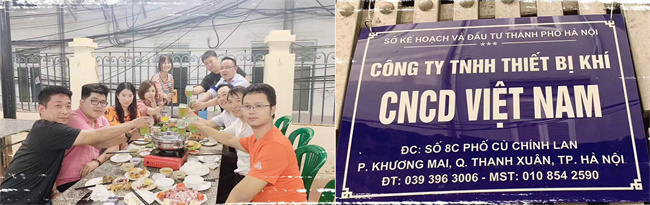 SỞ KẾ HOẠCH VÀ ĐẦU TƯ THÀNH PHỐ HÀ NỘI
***
CÔNG TY TNHH THIẾT BỊ KHÍ
CNCD VIỆT NAM
ĐC: SỐ 8C PHỐ CÙ CHÍNH LAN
P. KHƯƠNG MAI, Q. THANH XUÂN, TP. HÀ NỘI
ĐT: 039 396 3006 - MST: 010 854 2590